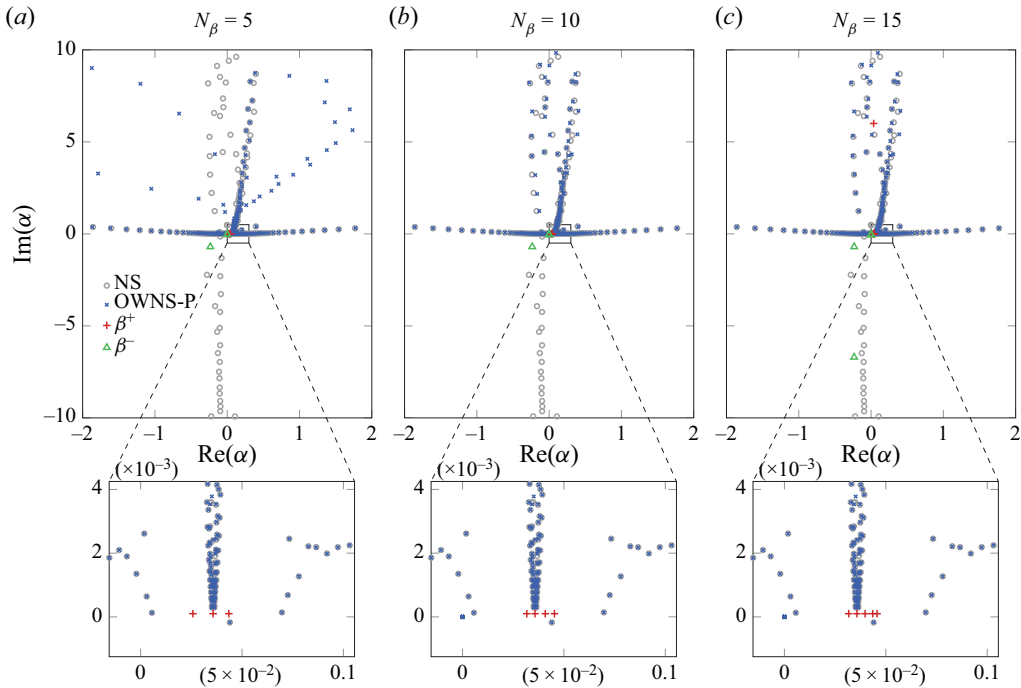 (a) N_β = 5 (b) N_β = 10 (c) N_β = 15
10
5
0
−5
−10
Im(α)
NS
OWNS-P
β⁺
β⁻
−2 −1 0 1 2 −2 −1 0 1 2 −2 −1 0 1 2
Re(α) Re(α) Re(α)
(×10⁻³) (×10⁻³) (×10⁻³)
4 4 4
2 2 2
0 0 0
0 (5 × 10⁻²) 0.1 0 (5 × 10⁻²) 0.1 0 (5 × 10⁻²) 0.1